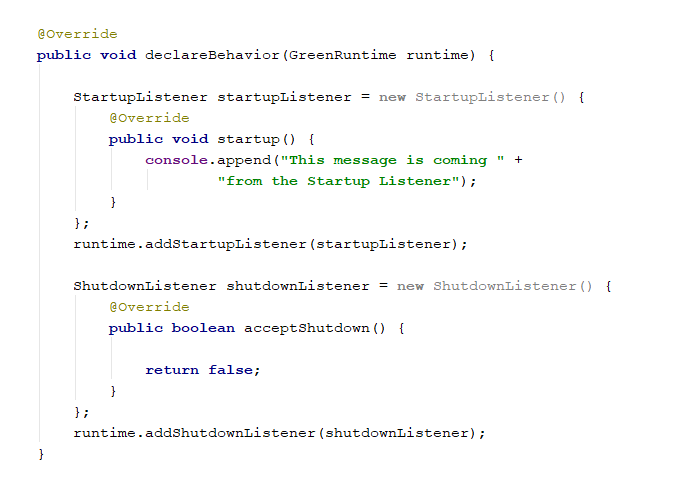 @Override
public void declareBehavior(GreenRuntime runtime) {
StartupListener startupListener = new StartupListener() {
@Override
public void startup() {
console.append("This message is coming " +
"from the Startup Listener");
}
};
runtime.addStartupListener(startupListener);
ShutdownListener shutdownListener = new ShutdownListener() {
@Override
public boolean acceptShutdown() {
return false;
}
};
runtime.addShutdownListener(shutdownListener);
}